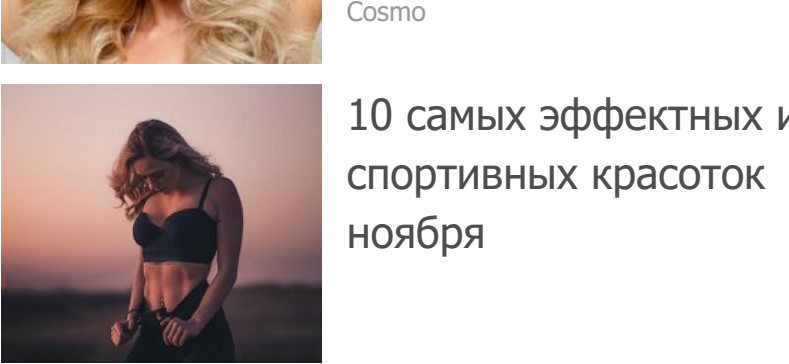 Cosmo
10 самых эффектных и
спортивных красоток
ноября